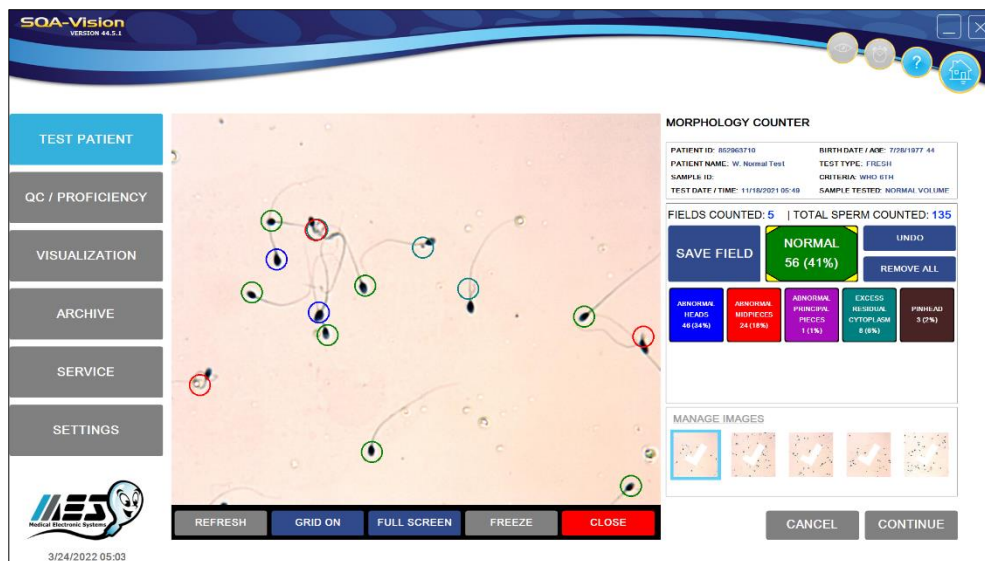 SQA-Vision
VERSION 44.5.1
?
TEST PATIENT
QC / PROFICIENCY
VISUALIZATION
ARCHIVE
SERVICE
SETTINGS
MES
Medical Electronic Systems
3/24/2022 05:03
REFRESH
GRID ON
FULL SCREEN
FREEZE
CLOSE
MORPHOLOGY COUNTER
PATIENT ID: 852963710 BIRTH DATE / AGE: 7/28/1977 44
PATIENT NAME: W. Normal Test TEST TYPE: FRESH
SAMPLE ID: CRITERIA: WHO 6TH
TEST DATE / TIME: 11/18/2021 05:49 SAMPLE TESTED: NORMAL VOLUME
FIELDS COUNTED: 5 | TOTAL SPERM COUNTED: 135
SAVE FIELD
NORMAL
56 (41%)
UNDO
REMOVE ALL
ABNORMAL
HEADS
46 (34%)
ABNORMAL
MIDPIECES
24 (18%)
ABNORMAL
PRINCIPAL
PIECES
1 (1%)
EXCESS
RESIDUAL
CYTOPLASM
8 (6%)
PINHEAD
3 (2%)
MANAGE IMAGES
CANCEL
CONTINUE